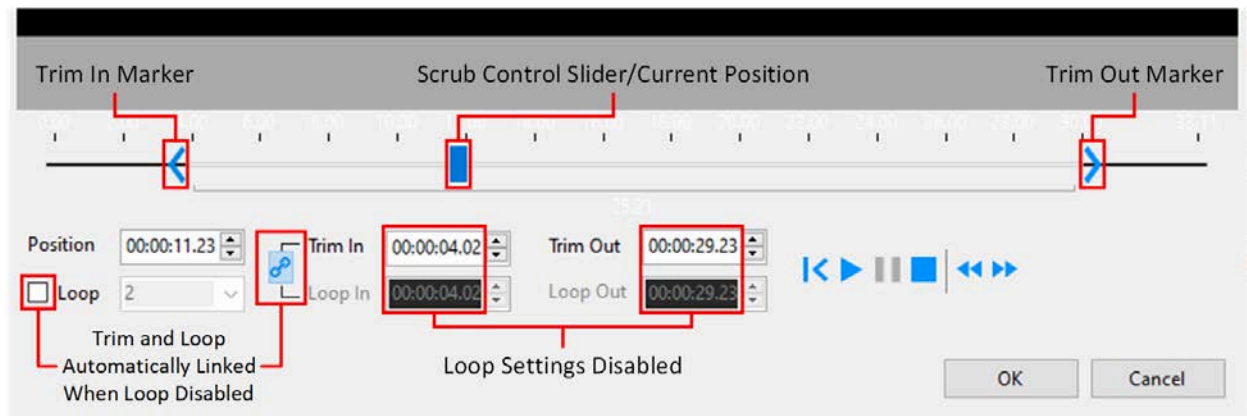 Trim In Marker
Scrub Control Slider/Current Position
Trim Out Marker
25.21
Position
00:00:11.23
Trim In
00:00:04.02
Trim Out
00:00:29.23
Loop
2
Loop In
00:00:04.02
Loop Out
00:00:29.23
Trim and Loop
Automatically Linked
When Loop Disabled
Loop Settings Disabled
OK
Cancel